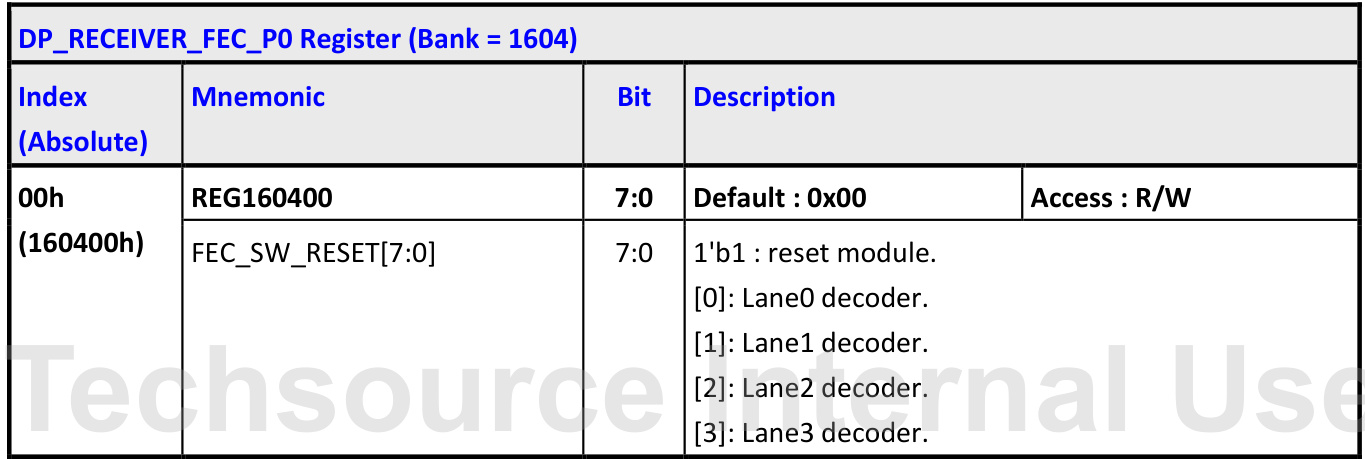 DP_RECEIVER_FEC_P0 Register (Bank = 1604)
Index (Absolute) Mnemonic Bit Description
00h (160400h) REG160400 7:0 Default : 0x00 Access : R/W
FEC_SW_RESET[7:0] 7:0 1'b1 : reset module.
[0]: Lane0 decoder.
[1]: Lane1 decoder.
[2]: Lane2 decoder.
[3]: Lane3 decoder.
Techsource Internal Use